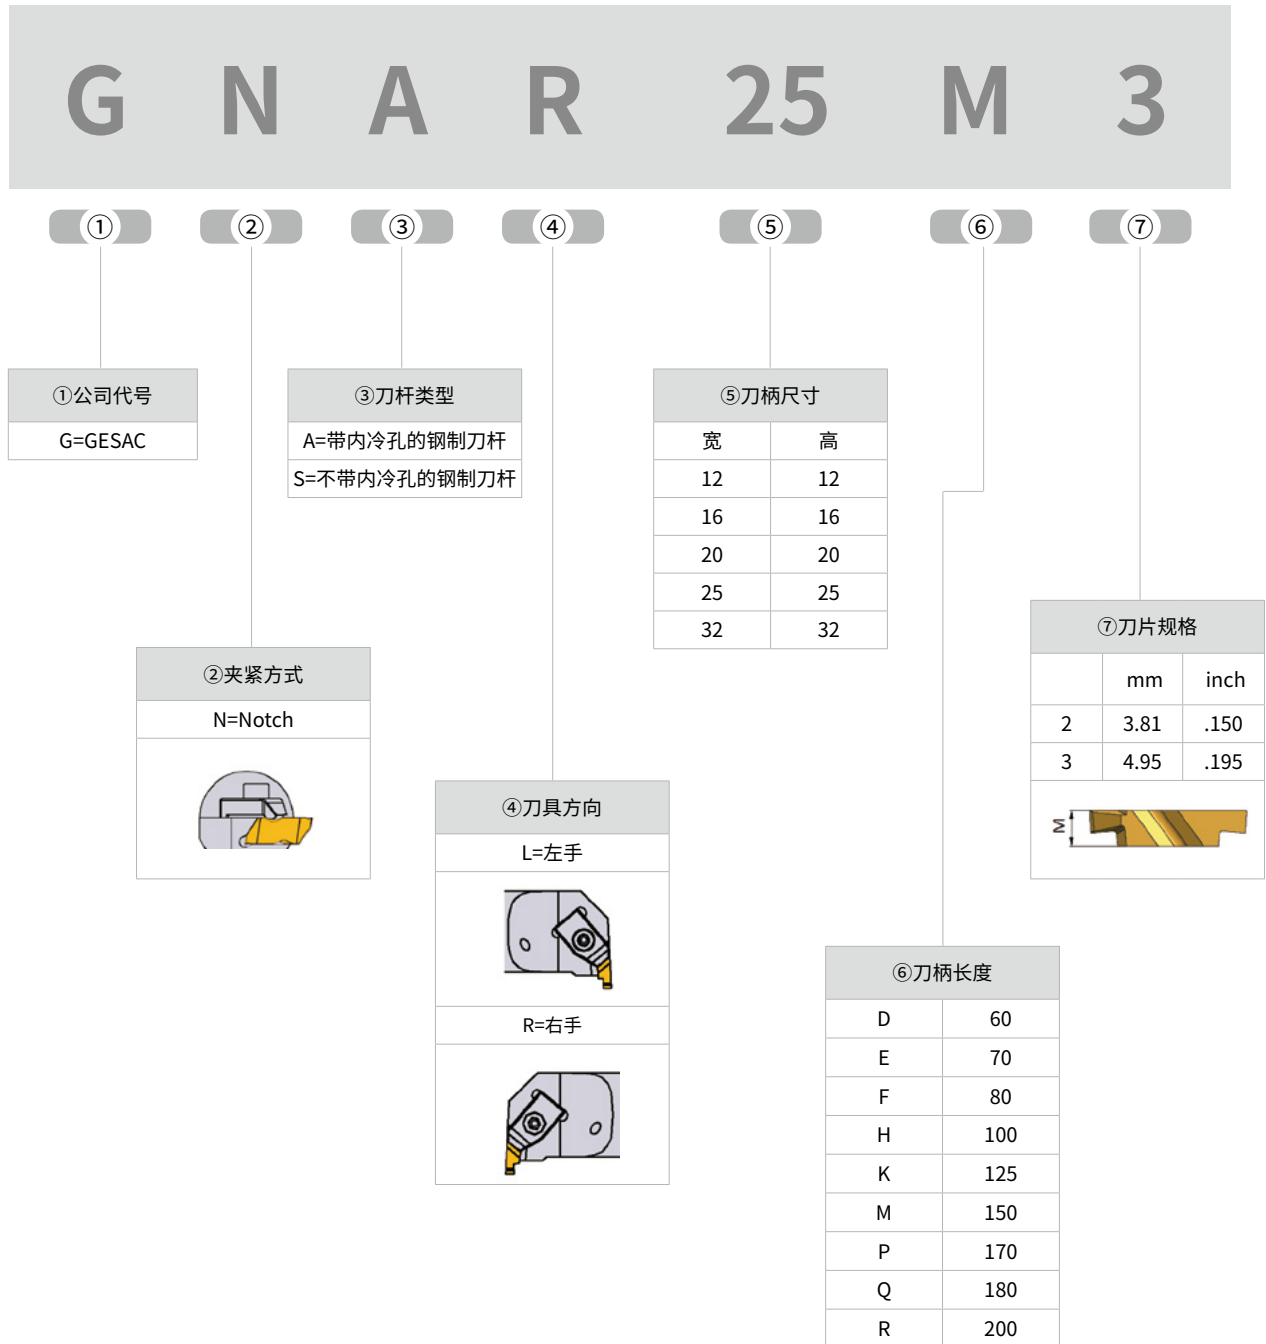 G N A R 25 M 3
① ② ③ ④ ⑤ ⑥ ⑦
①公司代号
G=GESAC
③刀杆类型
A=带内冷孔的钢制刀杆
S=不带内冷孔的钢制刀杆
⑤刀柄尺寸
宽 高
12 12
16 16
20 20
25 25
32 32
⑦刀片规格
mm inch
2 3.81 .150
3 4.95 .195
M
②夹紧方式
N=Notch
④刀具方向
L=左手
R=右手
⑥刀柄长度
D 60
E 70
F 80
H 100
K 125
M 150
P 170
Q 180
R 200